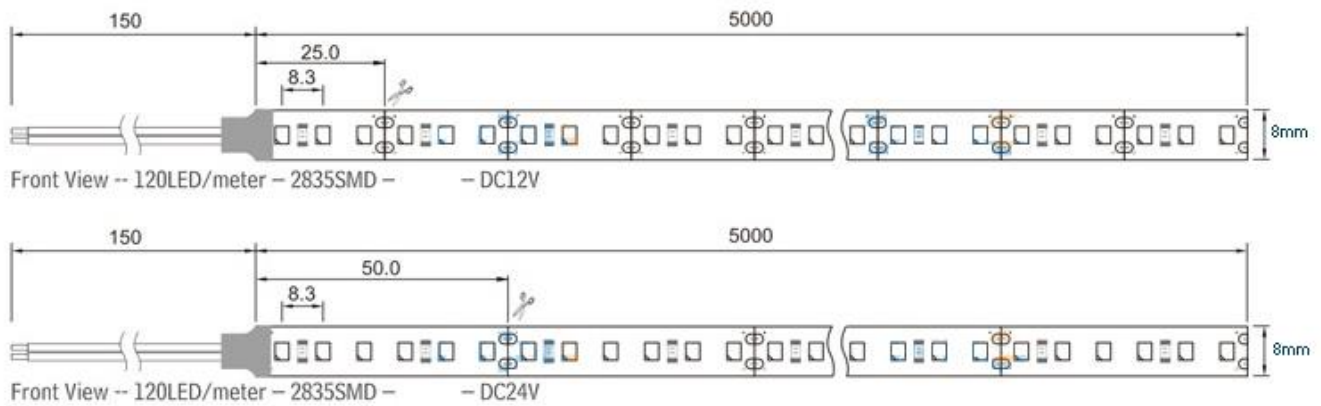 150 5000
25.0
8.3
8mm
Front View -- 120LED/meter – 2835SMD – – DC12V
150 5000
50.0
8.3
8mm
Front View -- 120LED/meter – 2835SMD – – DC24V